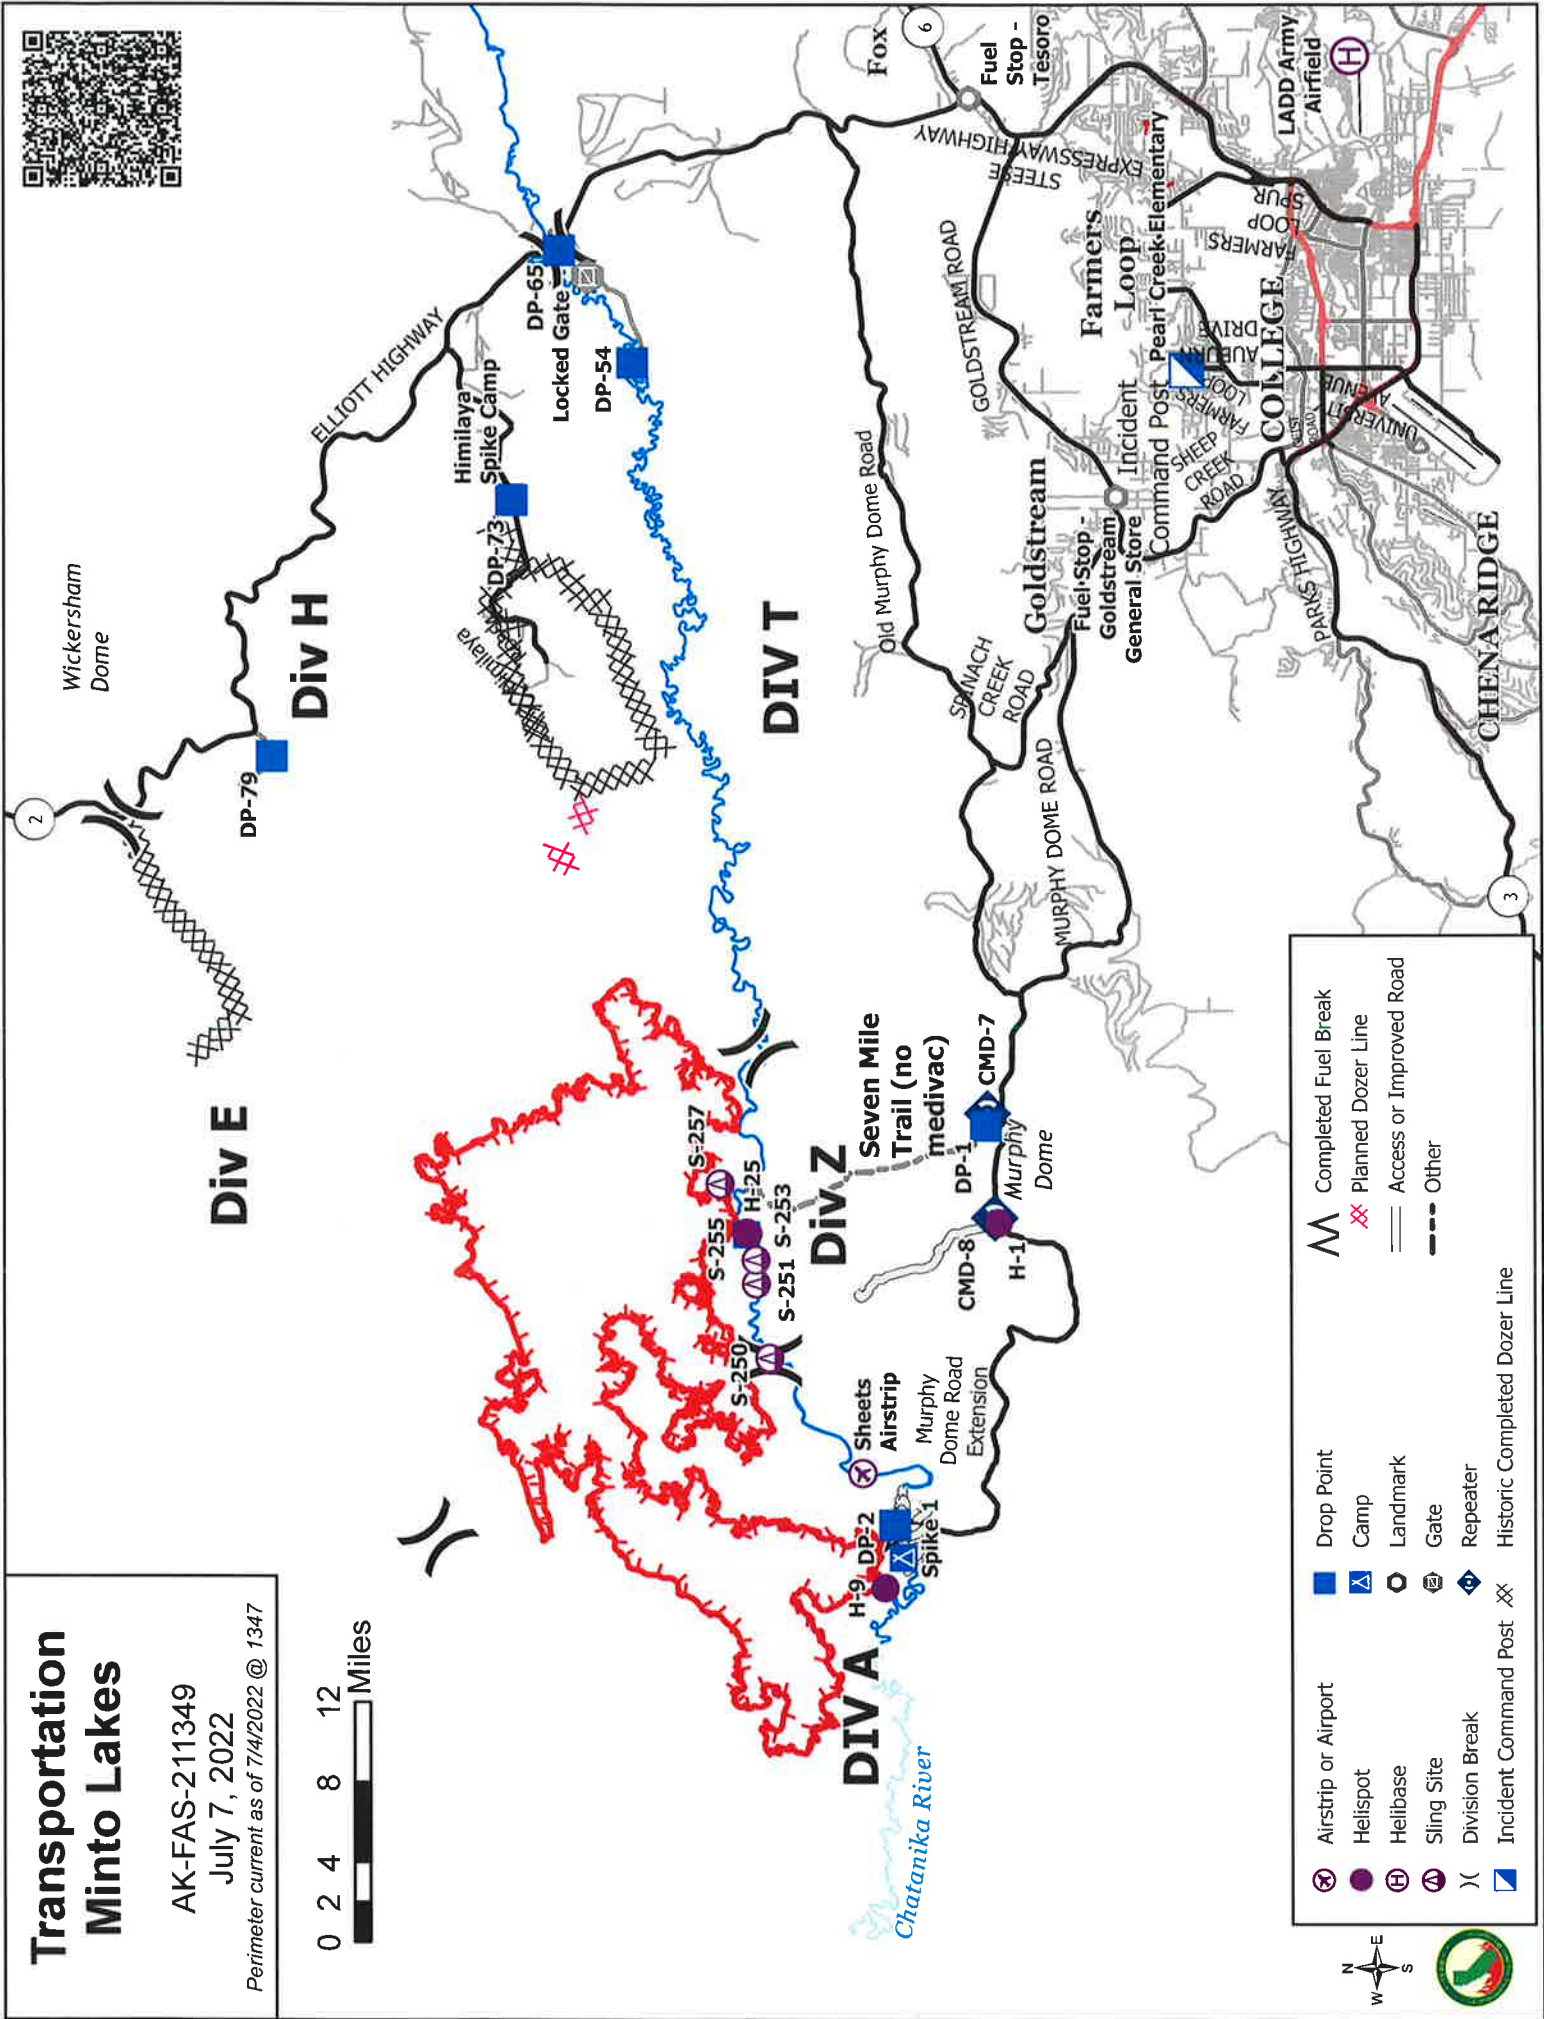 Transportation
Minto Lakes
AK-FAS-211349
July 7, 2022
Perimeter current as of 7/4/2022 @ 1347
0 2 4 8 12
Miles
2
Wickersham
Dome
DP-79
Div H
Div E
ELLIOTT HIGHWAY
Himilaya
Spike Camp
DP-73
Himilaya
DP-65
Locked Gate
DP-54
DIV T
Fox
6
Fuel
Stop -
Tesoro
STEESE
EXPRESSWAY HIGHWAY
Old Murphy Dome Road
GOLDSTREAM ROAD
Farmers
Loop
Pearl Creek Elementary
LADD Army
Airfield
H
FARMERS
LOOP
SPUR
AUBURN
DRIVE
FARMERS
LOOP
COLLEGE
GEIST
ROAD
UNIVERSITY
AVENUE
Incident
Command Post
SHEEP
CREEK
ROAD
Goldstream
Fuel Stop -
Goldstream
General Store
PARKS HIGHWAY
CHENA RIDGE
3
SPINACH
CREEK
ROAD
MURPHY DOME ROAD
Seven Mile
Trail (no
medivac)
CMD-7
DP-1
Murphy
Dome
CMD-8
H-1
Div Z
S-257
H-25
S-255
S-253
S-251
S-250
Sheets
Airstrip
Murphy
Dome Road
Extension
DP-2
H-9
Spike 1
DIV A
Chatanika River
N
W E
S
Airstrip or Airport
Helispot
Helibase
Sling Site
Division Break
Incident Command Post
Drop Point
Camp
Landmark
Gate
Repeater
Historic Completed Dozer Line
Completed Fuel Break
Planned Dozer Line
Access or Improved Road
Other